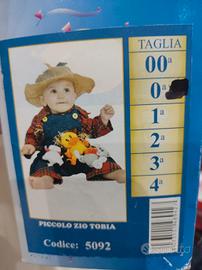 TAGLIA
00ª
0ª
1ª
2ª
3ª
4ª
PICCOLO ZIO TOBIA
Codice: 5092